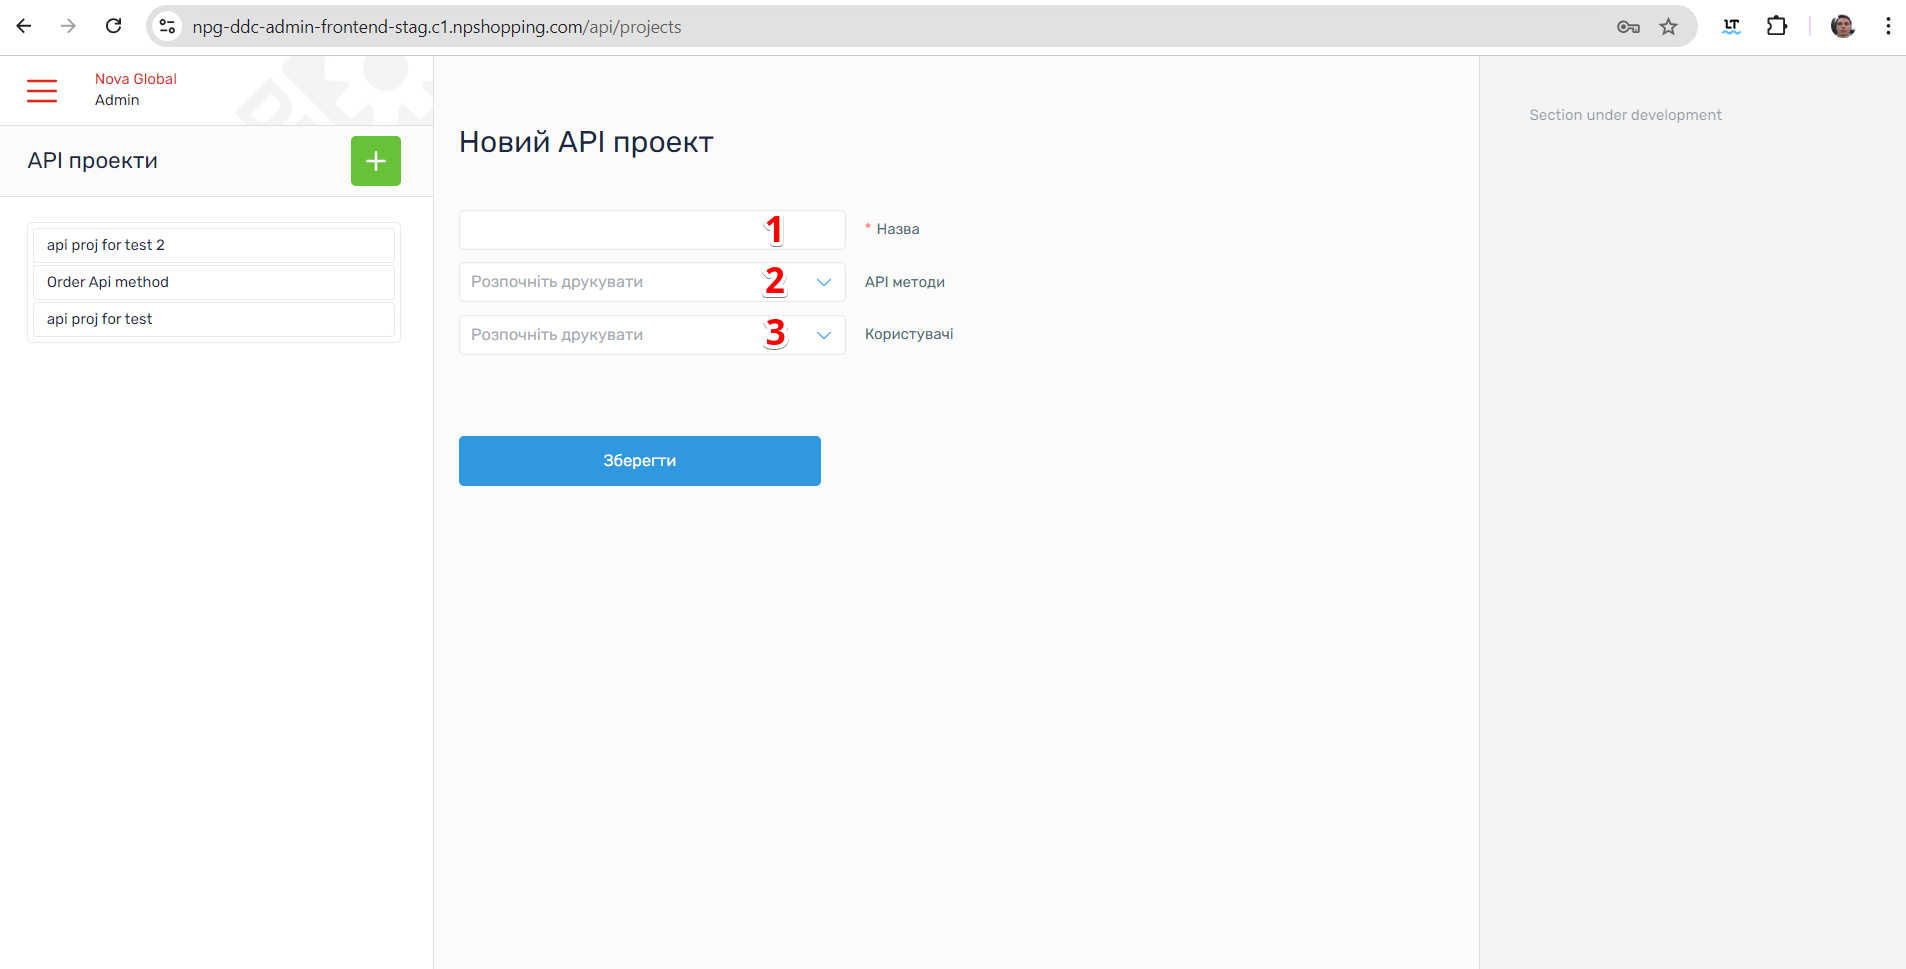 npg-ddc-admin-frontend-stag.c1.npshopping.com/api/projects
LT
Nova Global
Admin
API проекти
api proj for test 2
Order Api method
api proj for test
Новий API проект
1
* Назва
Розпочніть друкувати 2
API методи
Розпочніть друкувати 3
Користувачі
Зберегти
Section under development